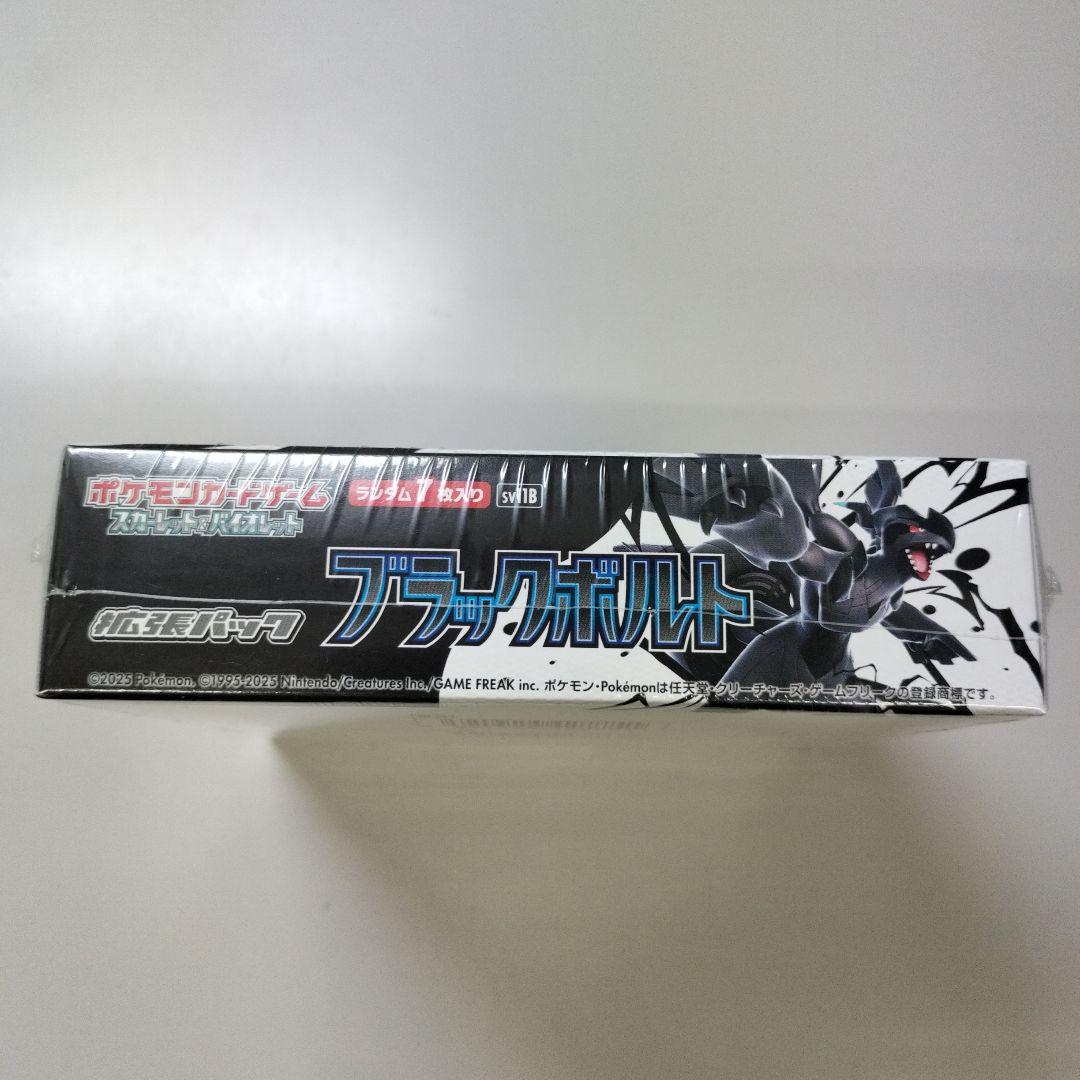 ポケモンカードゲーム
スカーレット&バイオレット
ランダム 7 枚入り
SV11B
拡張パック
ブラックボルト
©2025 Pokémon. ©1995-2025 Nintendo/Creatures Inc./GAME FREAK inc. ポケモン・Pokémonは任天堂・クリーチャーズ・ゲームフリークの登録商標です。